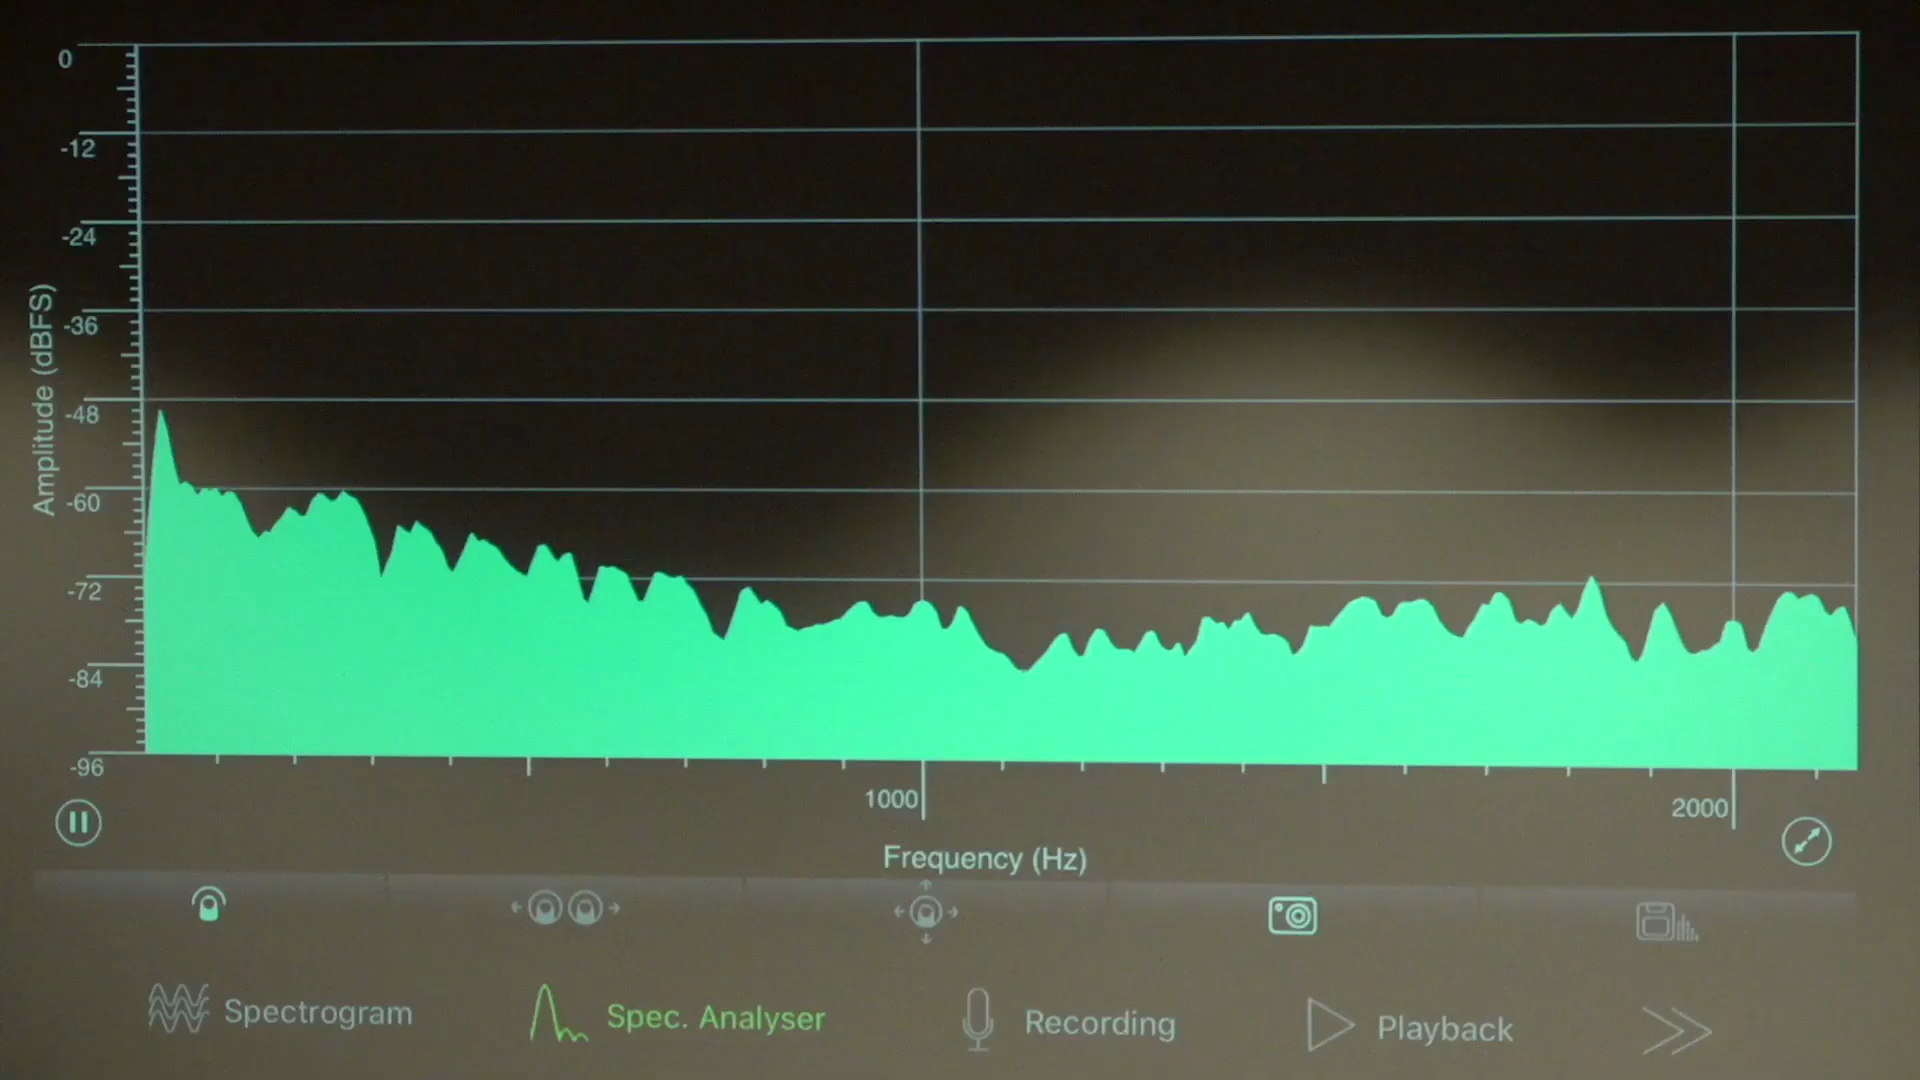 0
-12
-24
-36
-48
-60
-72
-84
-96
Amplitude (dBFS)
1000
2000
Frequency (Hz)
Spectrogram
Spec. Analyser
Recording
Playback